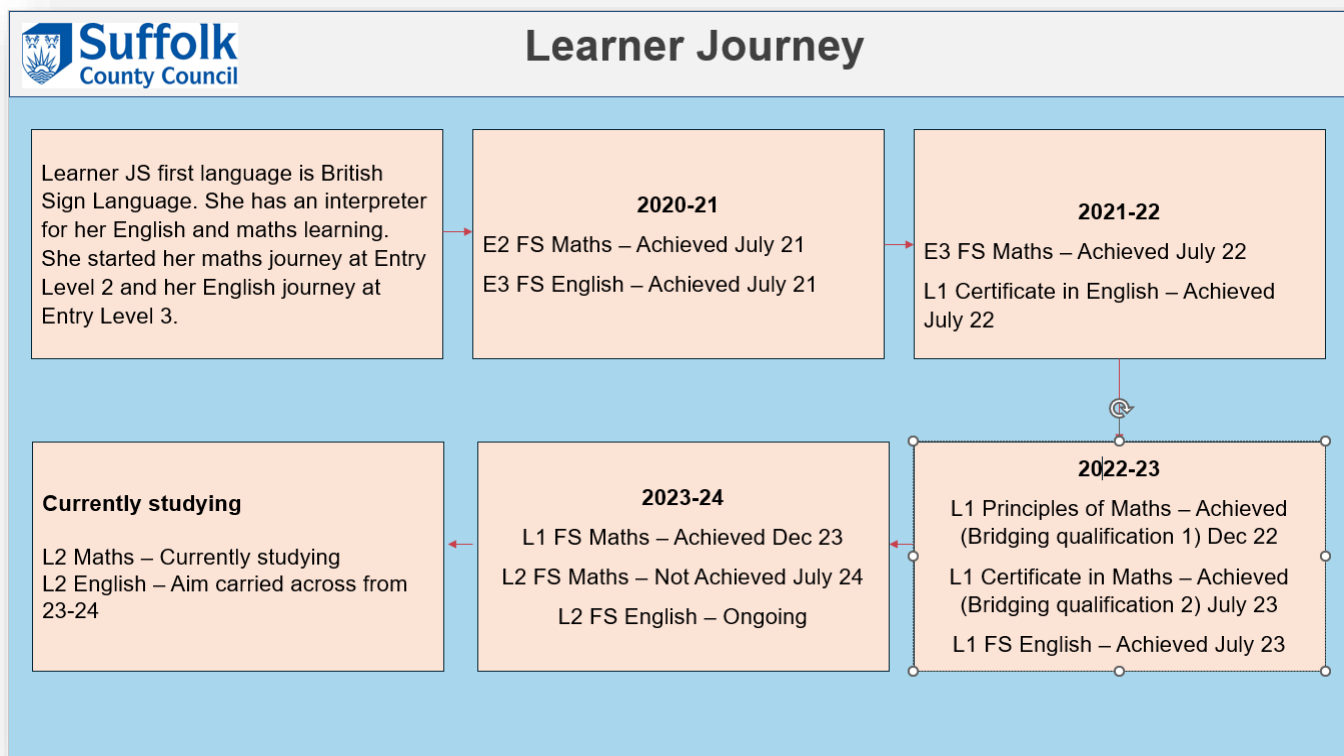 Suffolk
County Council
Learner Journey
Learner JS first language is British
Sign Language. She has an interpreter
for her English and maths learning.
She started her maths journey at Entry
Level 2 and her English journey at
Entry Level 3.
2020-21
E2 FS Maths – Achieved July 21
E3 FS English – Achieved July 21
2021-22
E3 FS Maths – Achieved July 22
L1 Certificate in English – Achieved
July 22
2022-23
L1 Principles of Maths – Achieved
(Bridging qualification 1) Dec 22
L1 Certificate in Maths – Achieved
(Bridging qualification 2) July 23
L1 FS English – Achieved July 23
2023-24
L1 FS Maths – Achieved Dec 23
L2 FS Maths – Not Achieved July 24
L2 FS English – Ongoing
Currently studying
L2 Maths – Currently studying
L2 English – Aim carried across from
23-24